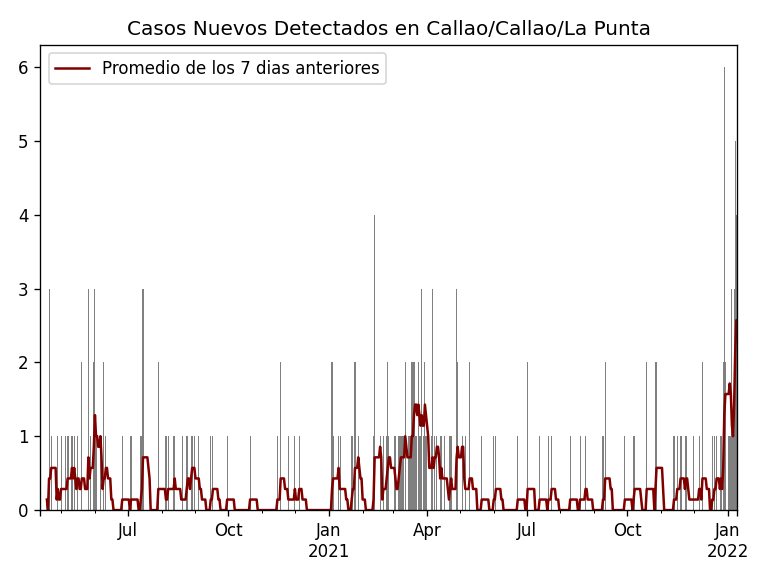 Casos Nuevos Detectados en Callao/Callao/La Punta
Promedio de los 7 dias anteriores
6
5
4
3
2
1
0
Jul
Oct
Jan
2021
Apr
Jul
Oct
Jan
2022